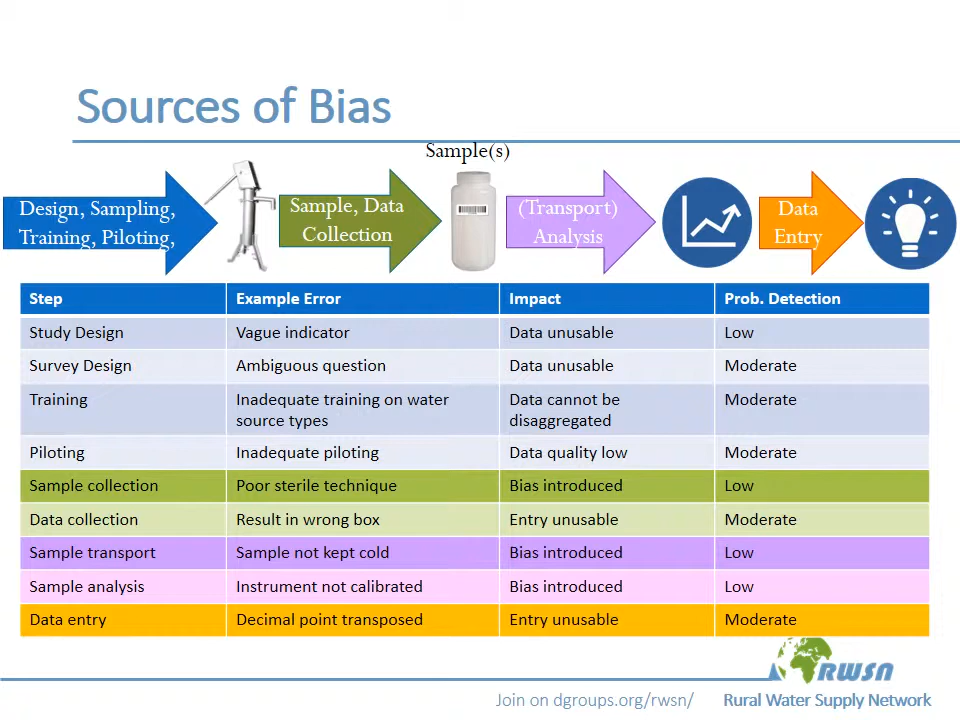 Sources of Bias
Sample(s)
Design, Sampling,
Training, Piloting,
Sample, Data
Collection
(Transport)
Analysis
Data
Entry
Step Example Error Impact Prob. Detection
Study Design Vague indicator Data unusable Low
Survey Design Ambiguous question Data unusable Moderate
Training Inadequate training on water source types Data cannot be disaggregated Moderate
Piloting Inadequate piloting Data quality low Moderate
Sample collection Poor sterile technique Bias introduced Low
Data collection Result in wrong box Entry unusable Moderate
Sample transport Sample not kept cold Bias introduced Low
Sample analysis Instrument not calibrated Bias introduced Low
Data entry Decimal point transposed Entry unusable Moderate
RWSN
Join on dgroups.org/rwsn/ Rural Water Supply Network